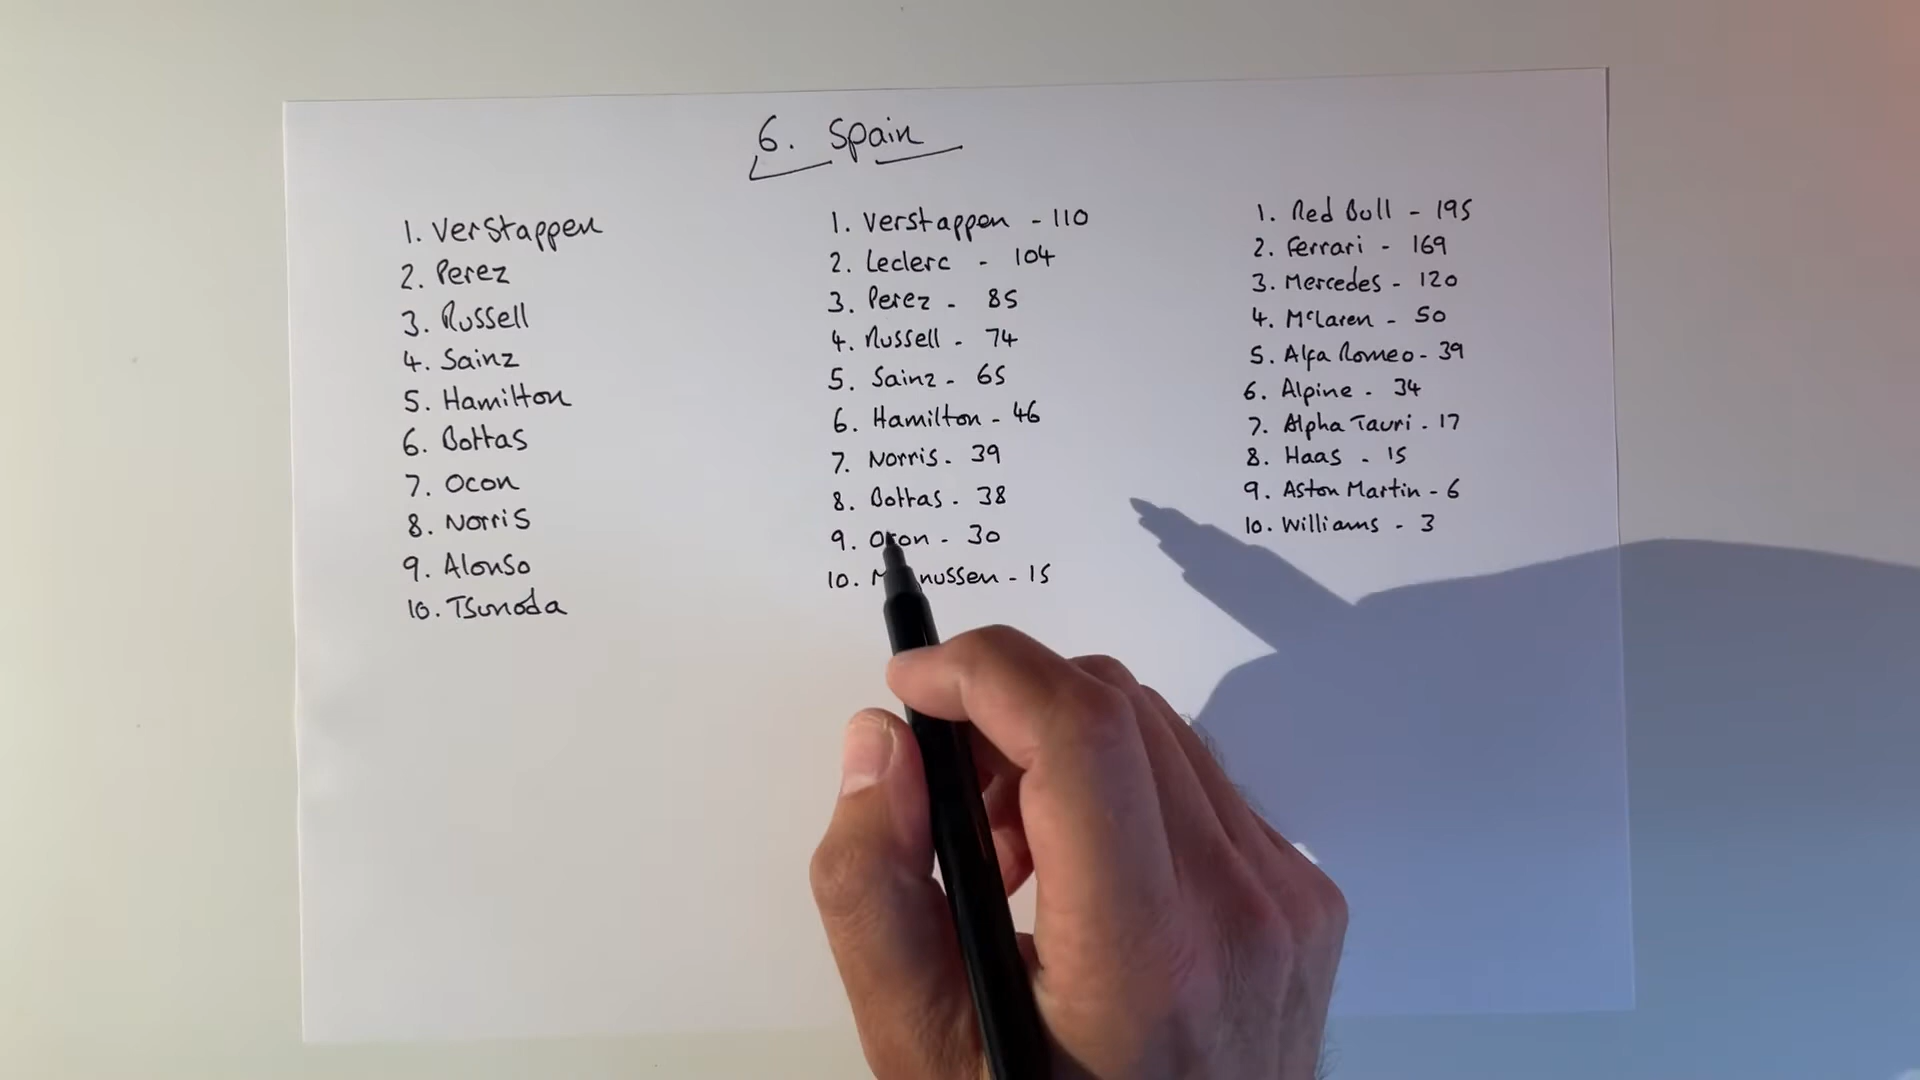 6. Spain
1. Verstappen
2. Perez
3. Russell
4. Sainz
5. Hamilton
6. Bottas
7. Ocon
8. Norris
9. Alonso
10. Tsunoda
1. Verstappen - 110
2. Leclerc - 104
3. Perez - 85
4. Russell - 74
5. Sainz - 65
6. Hamilton - 46
7. Norris - 39
8. Bottas - 38
9. Ocon - 30
10. Magnussen - 15
1. Red Bull - 195
2. Ferrari - 169
3. Mercedes - 120
4. McLaren - 50
5. Alfa Romeo - 39
6. Alpine - 34
7. Alpha Tauri - 17
8. Haas - 15
9. Aston Martin - 6
10. Williams - 3